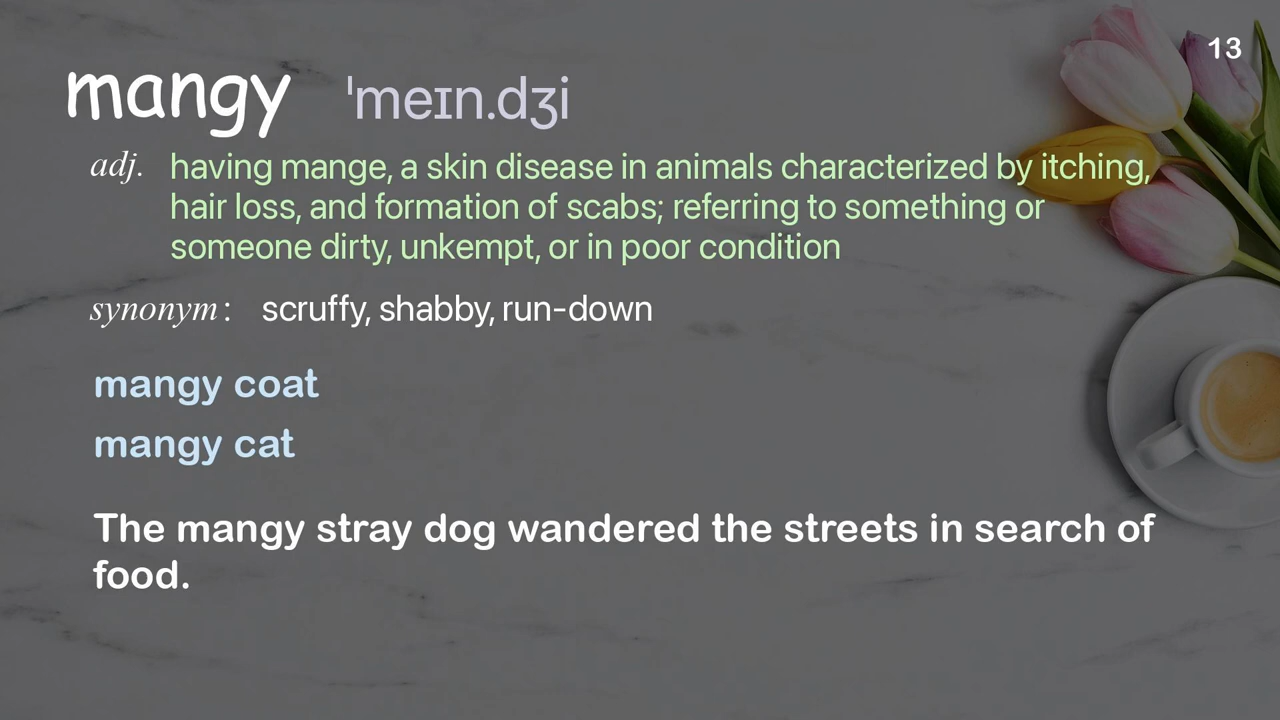 13
mangy ˈmeɪn.dʒi
adj. having mange, a skin disease in animals characterized by itching,
hair loss, and formation of scabs; referring to something or
someone dirty, unkempt, or in poor condition
synonym: scruffy, shabby, run-down
mangy coat
mangy cat
The mangy stray dog wandered the streets in search of
food.